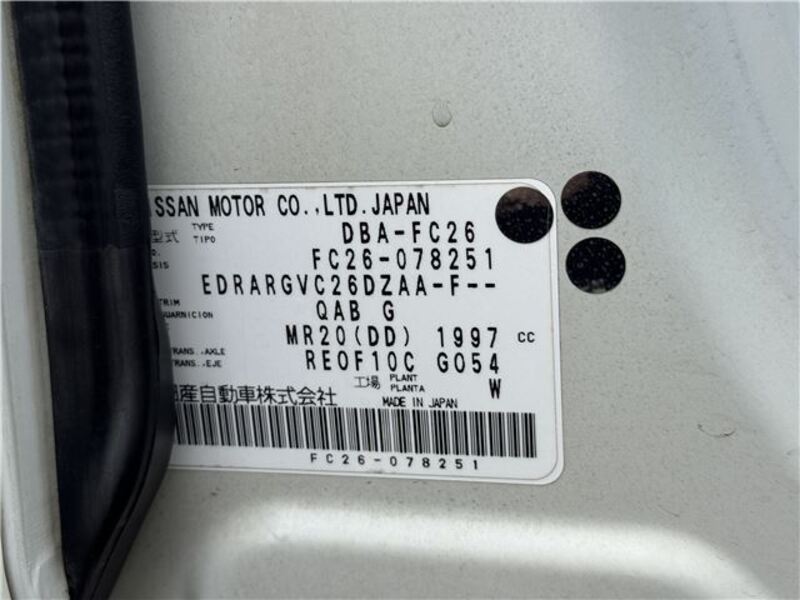 ISSAN MOTOR CO.,LTD.JAPAN
型式 TYPE TIPO DBA-FC26
FC26-078251
EDRARGVC26DZAA-F--
TRIM QAB G
GUARNICION
MR20(DD) 1997 CC
TRANS. AXLE RE0F10C G054
TRANS. EJE
工場 PLANT PLANTA W
日産自動車株式会社 MADE IN JAPAN
FC26-078251